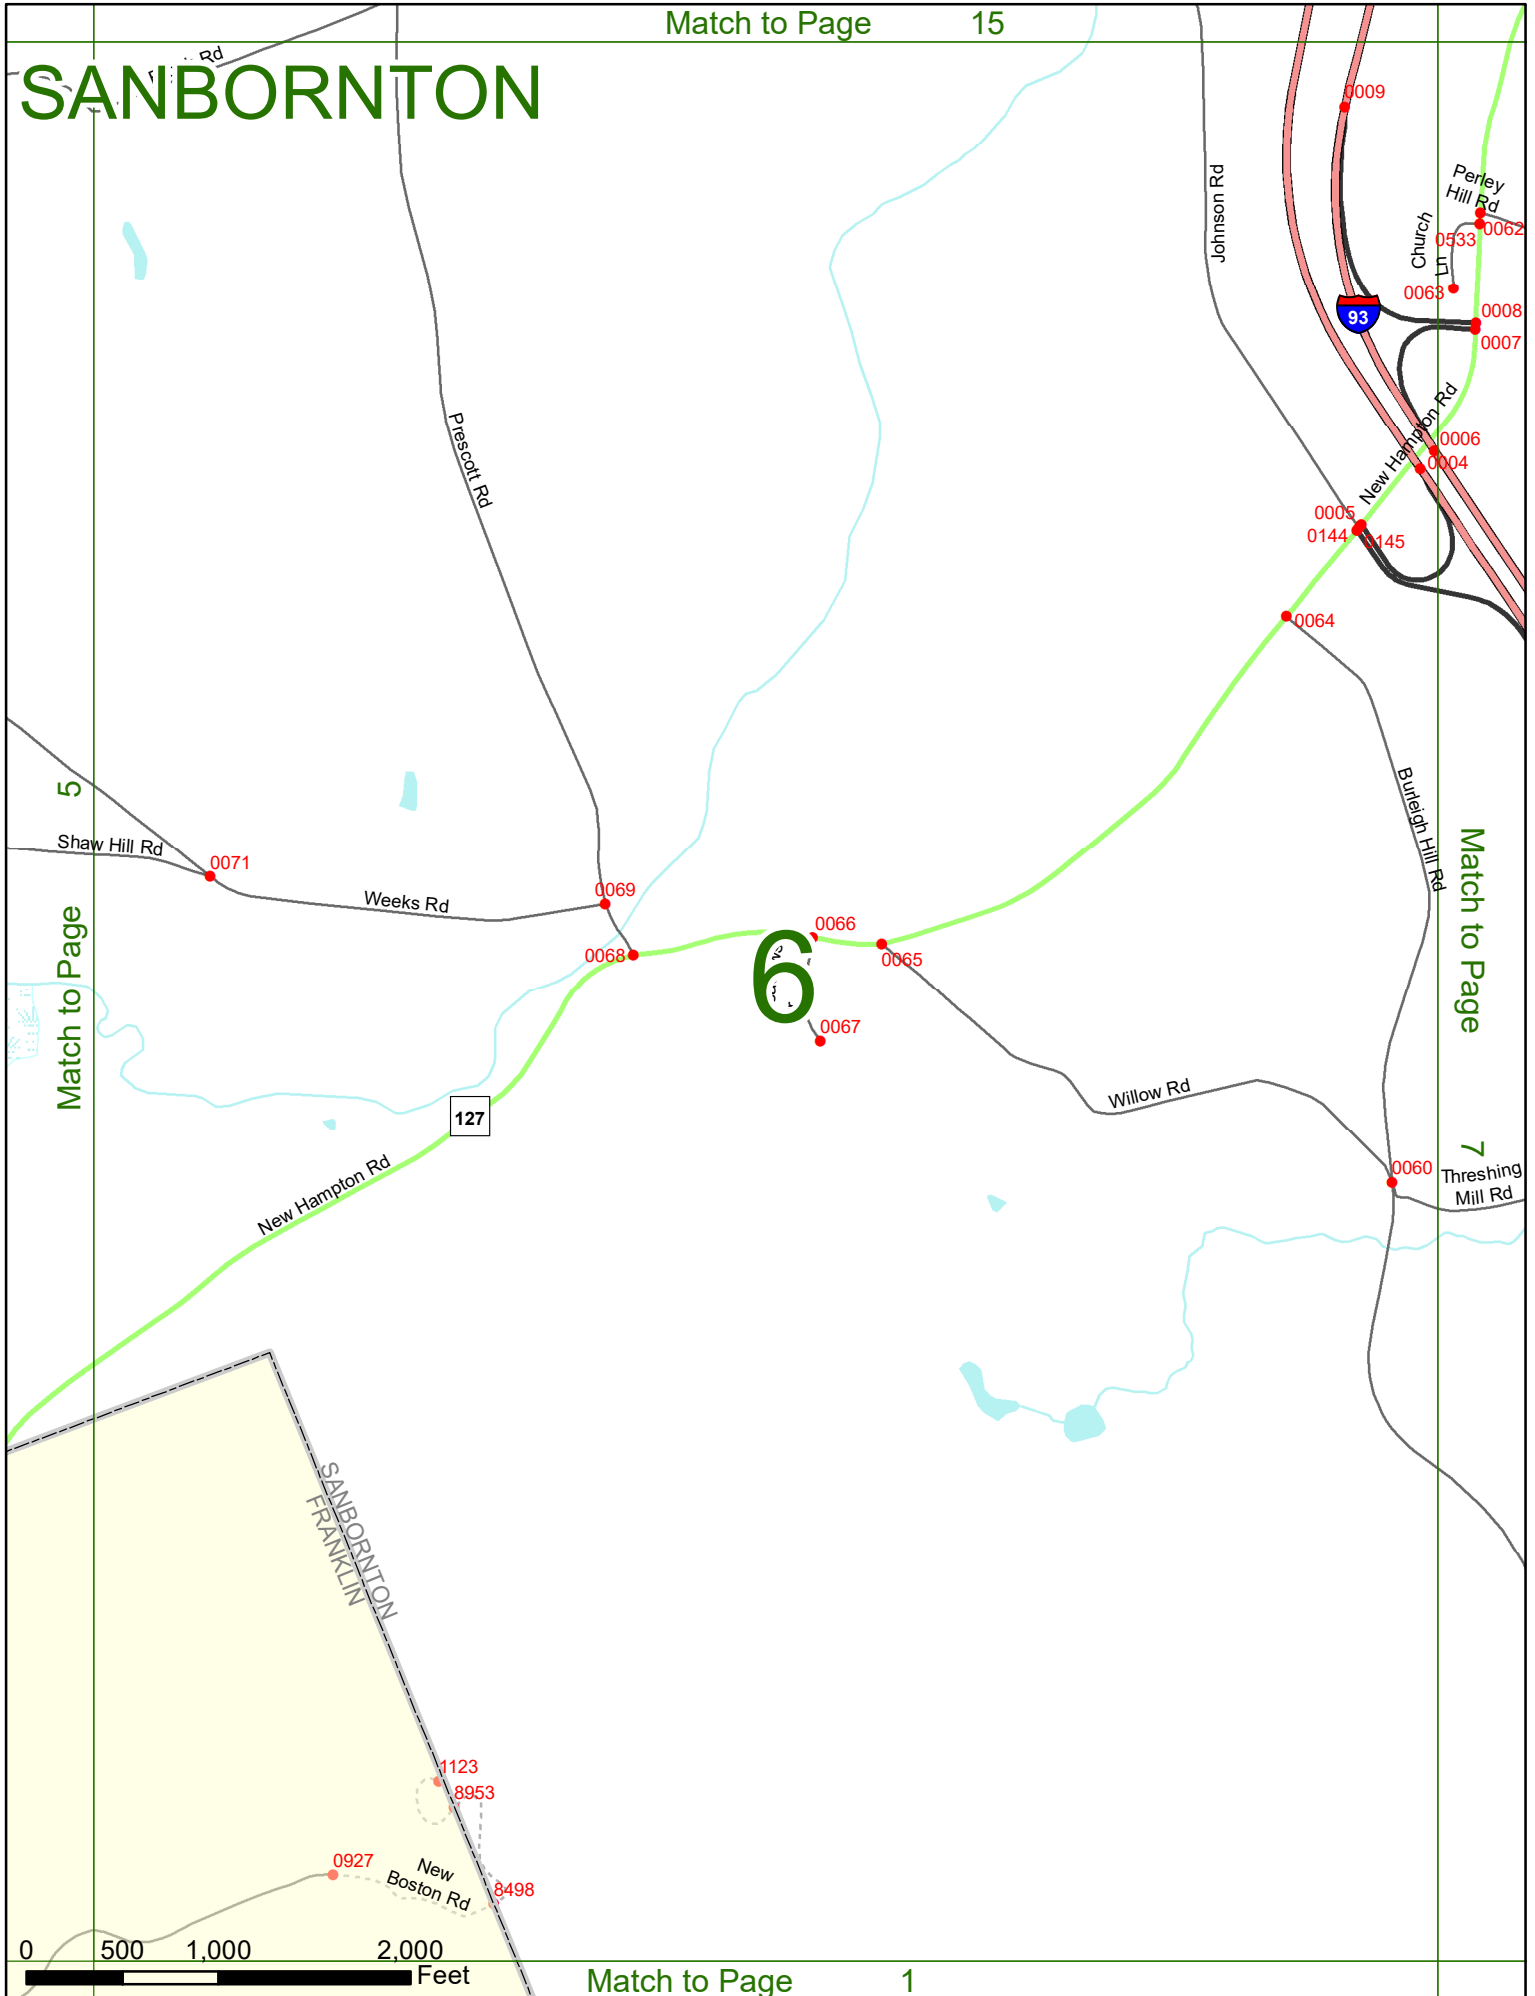 Match to Page 15
Rd
SANBORNTON
0009
Perley
Hill Rd
Johnson Rd
Church
Ln
0533
0062
0063
93
0008
0007
Prescott Rd
New Hampton Rd
0006
0004
0005
0144
0145
0064
5
Match to Page
Burleigh Hill Rd
Match to Page
7
Shaw Hill Rd
0071
Weeks Rd
0069
0066
0068
0065
6
0067
Willow Rd
127
New Hampton Rd
0060
Threshing
Mill Rd
SANBORNTON
FRANKLIN
1123
8953
0927
New
Boston Rd
8498
0 500 1,000 2,000
Feet
Match to Page 1